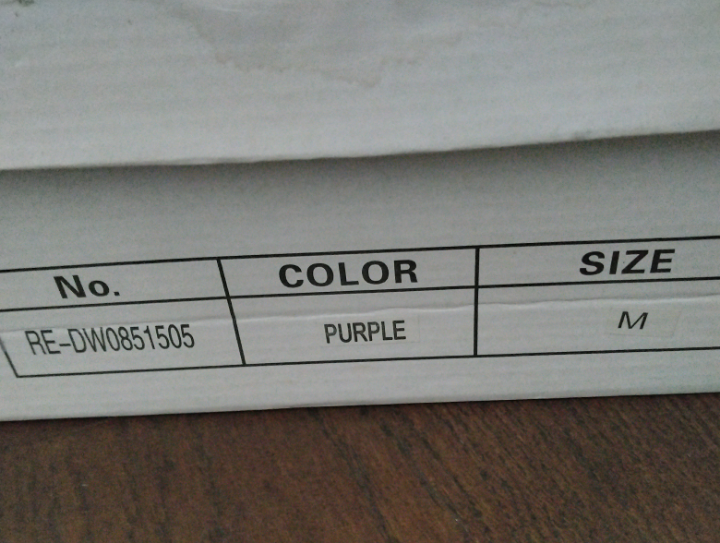 No. COLOR SIZE
RE-DW0851505 PURPLE M